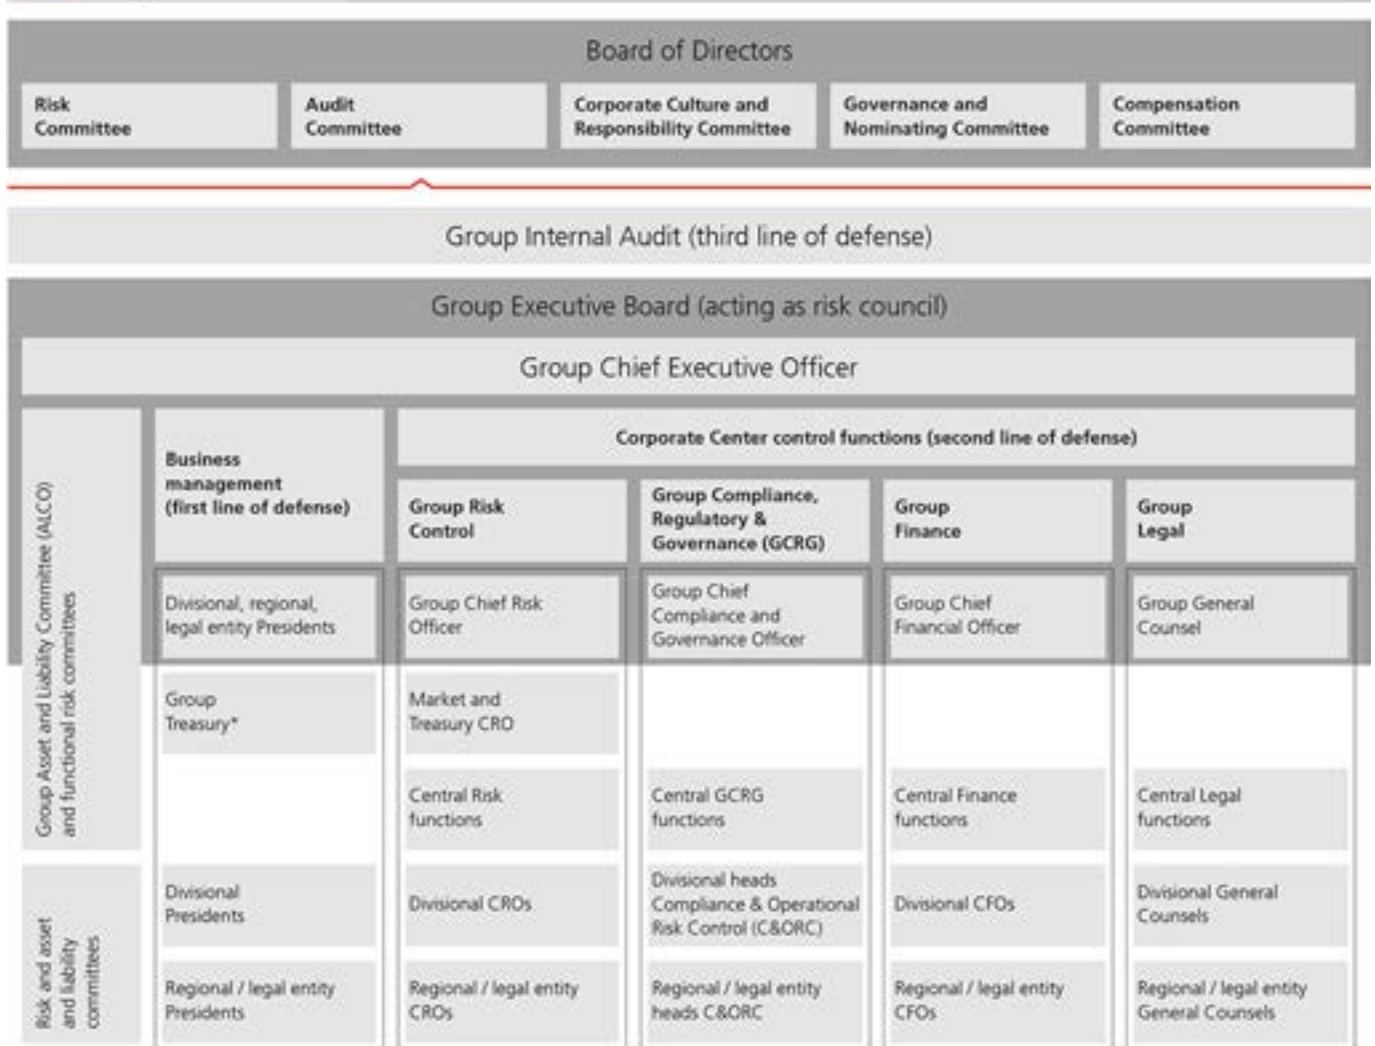 Board of Directors
Risk
Committee
Audit
Committee
Corporate Culture and
Responsibility Committee
Governance and
Nominating Committee
Compensation
Committee
Group Internal Audit (third line of defense)
Group Executive Board (acting as risk council)
Group Chief Executive Officer
Group Asset and Liability Committee (ALCO)
and functional risk committees
Business
management
(first line of defense)
Corporate Center control functions (second line of defense)
Group Risk
Control
Group Compliance,
Regulatory &
Governance (GCRG)
Group
Finance
Group
Legal
Divisional, regional,
legal entity Presidents
Group Chief Risk
Officer
Group Chief
Compliance and
Governance Officer
Group Chief
Financial Officer
Group General
Counsel
Group
Treasury*
Market and
Treasury CRO
Central Risk
functions
Central GCRG
functions
Central Finance
functions
Central Legal
functions
Risk and asset
and liability
committees
Divisional
Presidents
Divisional CROs
Divisional heads
Compliance & Operational
Risk Control (C&ORC)
Divisional CFOs
Divisional General
Counsels
Regional / legal entity
Presidents
Regional / legal entity
CROs
Regional / legal entity
heads C&ORC
Regional / legal entity
CFOs
Regional / legal entity
General Counsels